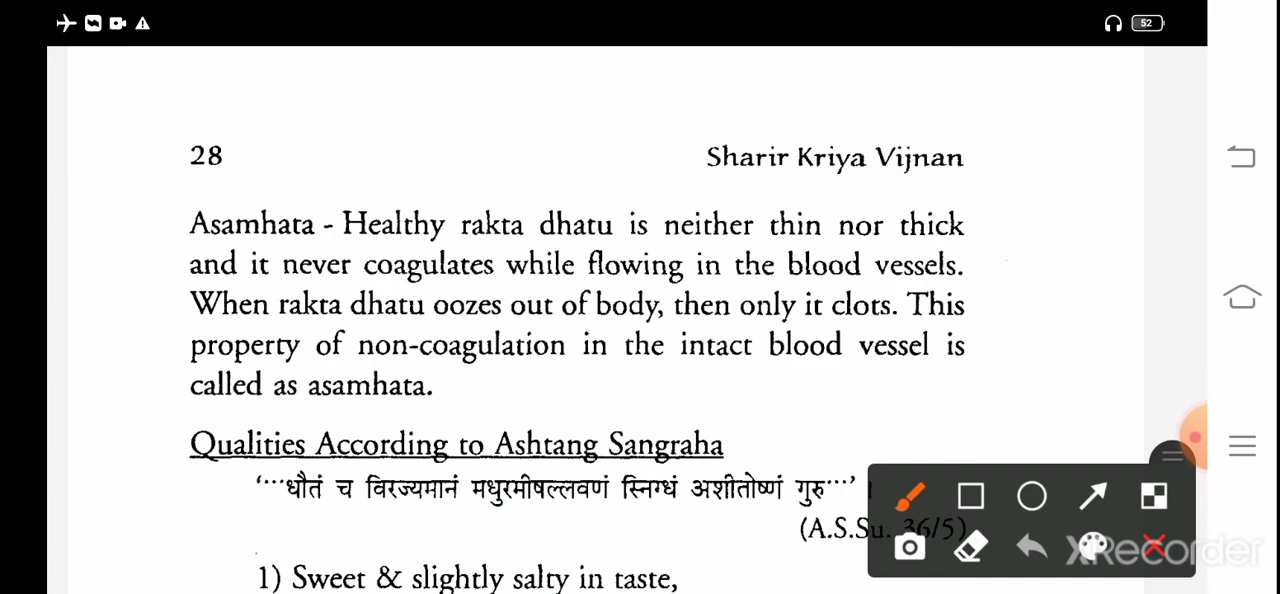 52
28 Sharir Kriya Vijnan
Asamhata - Healthy rakta dhatu is neither thin nor thick
and it never coagulates while flowing in the blood vessels.
When rakta dhatu oozes out of body, then only it clots. This
property of non-coagulation in the intact blood vessel is
called as asamhata.
Qualities According to Ashtang Sangraha
‘···धौतं च विरज्यमानं मधुरमीषल्लवणं स्निग्धं अशीतोष्णं गुरु···’ ।
(A.S.Su. 36/5)
XRecorder
1) Sweet & slightly salty in taste,